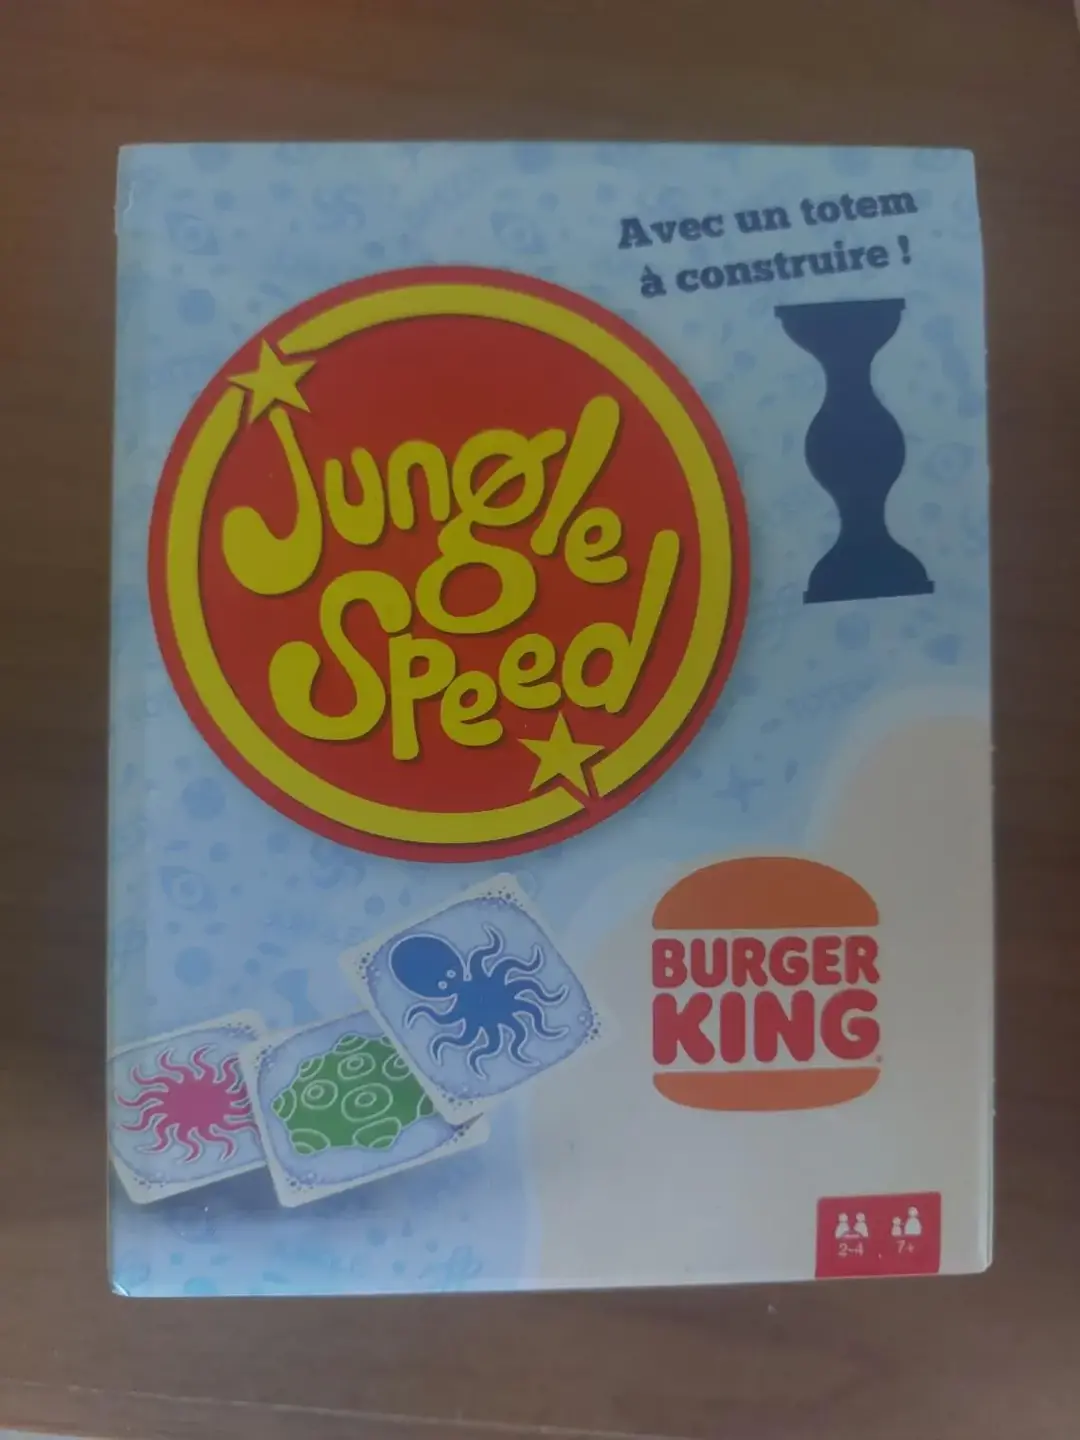 Avec un totem
à construire !
Jungle
Speed
BURGER
KING
2-4
7+